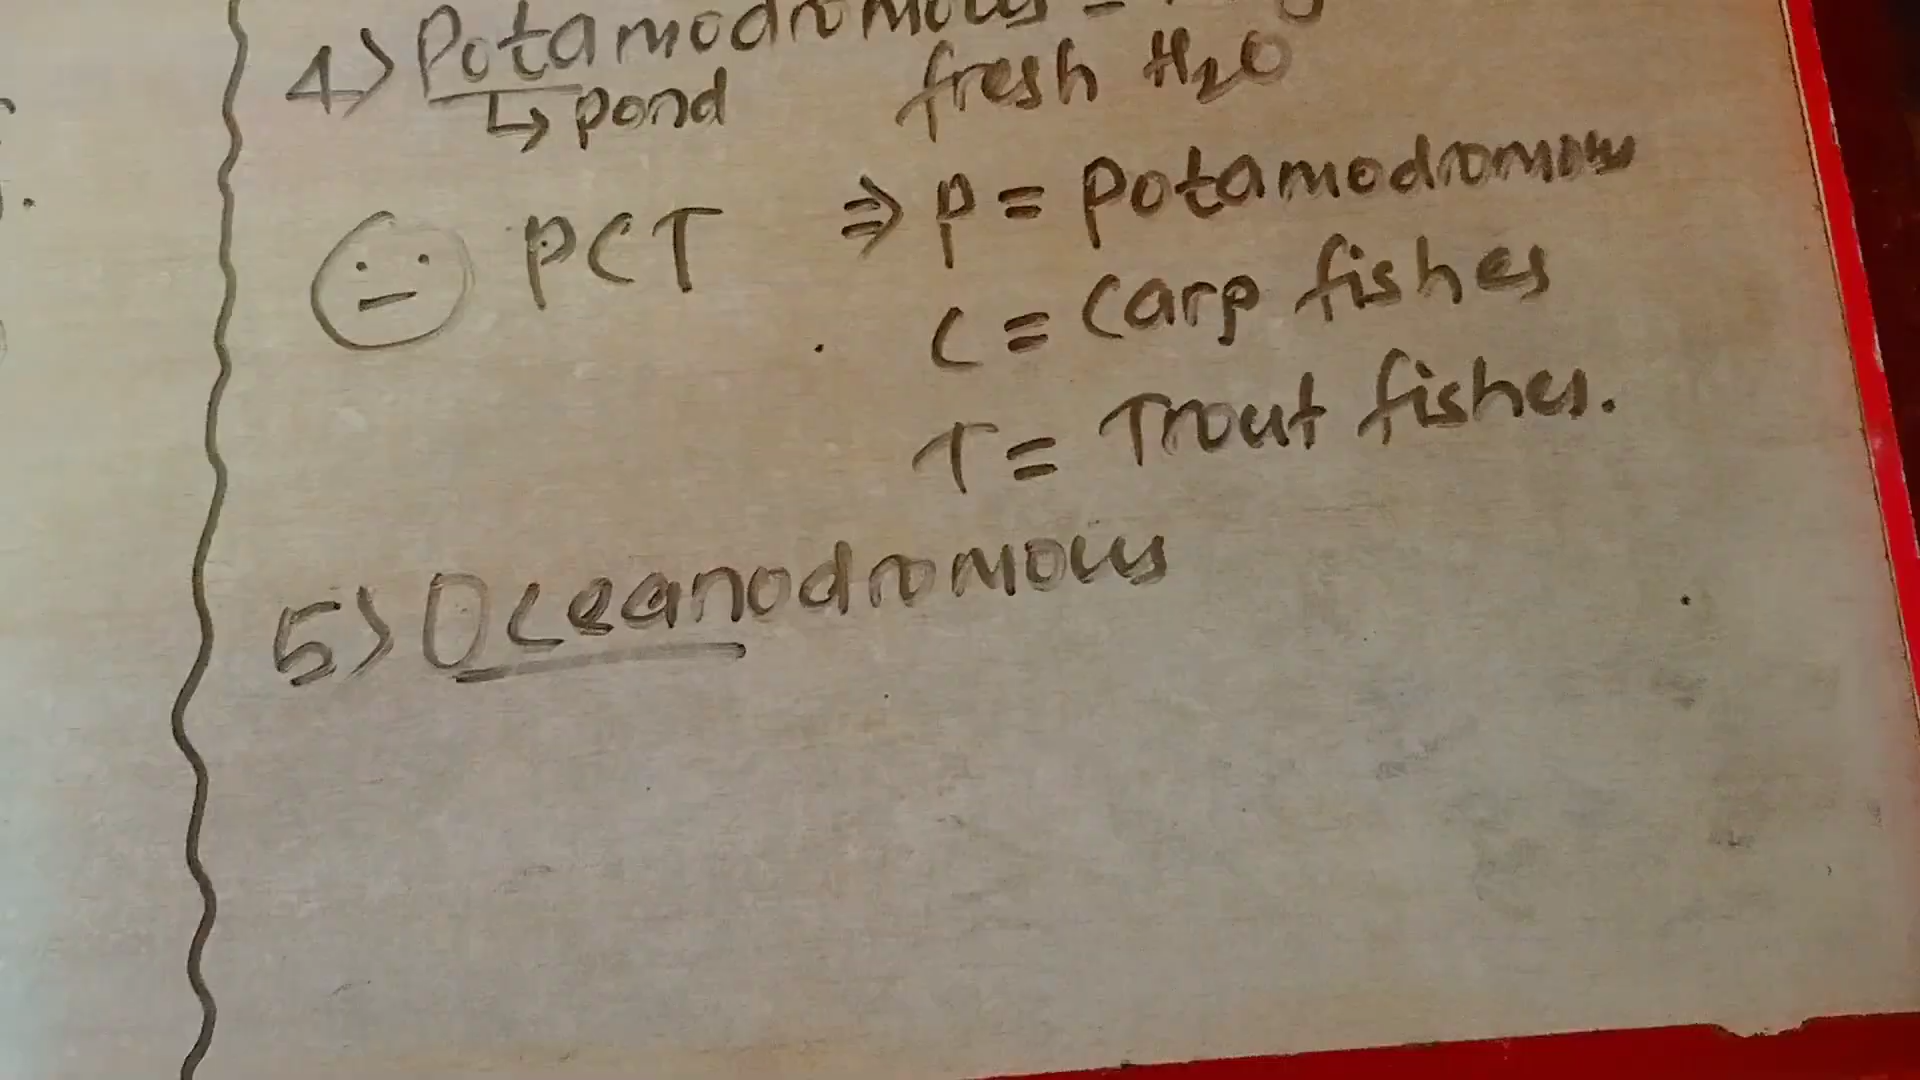 4) Potamodromous =
↳ pond fresh H2O
PCT ⇒ P = Potamodromous
C = Carp fishes
T = Trout fishes.
5) Oceanodromous